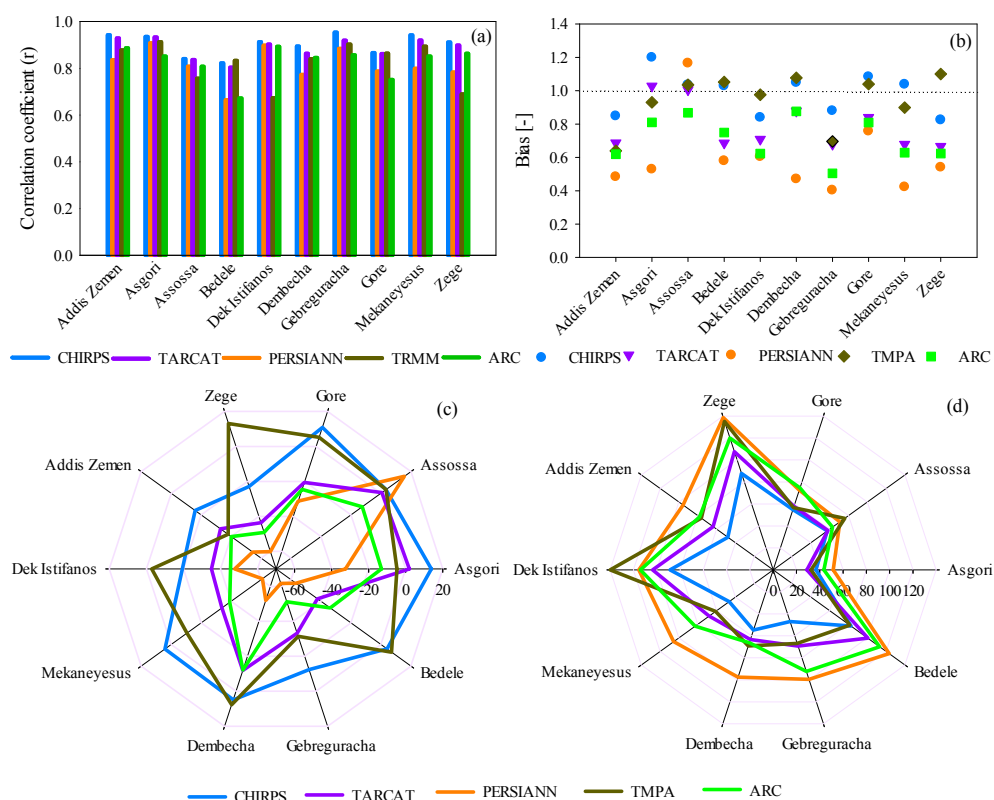 (a)
Correlation coefficient (r)
1.0
0.8
0.6
0.4
0.2
0.0
Addis Zemen
Asgori
Assossa
Bedele
Dek Istifanos
Dembecha
Gebreguracha
Gore
Mekaneyesus
Zege
CHIRPS TARCAT PERSIANN TRMM ARC
(b)
Bias [-]
1.4
1.2
1.0
0.8
0.6
0.4
0.2
0.0
Addis Zemen
Asgori
Assossa
Bedele
Dek Istifanos
Dembecha
Gebreguracha
Gore
Mekaneyesus
Zege
CHIRPS TARCAT PERSIANN TMPA ARC
(c)
Zege
Gore
Addis Zemen
Assossa
Dek Istifanos
-60 -40 -20 0 20
Asgori
Mekaneyesus
Bedele
Dembecha
Gebreguracha
(d)
Zege
Gore
Addis Zemen
Assossa
Dek Istifanos
0 20 40 60 80 100 120
Asgori
Mekaneyesus
Bedele
Dembecha
Gebreguracha
CHIRPS TARCAT PERSIANN TMPA ARC